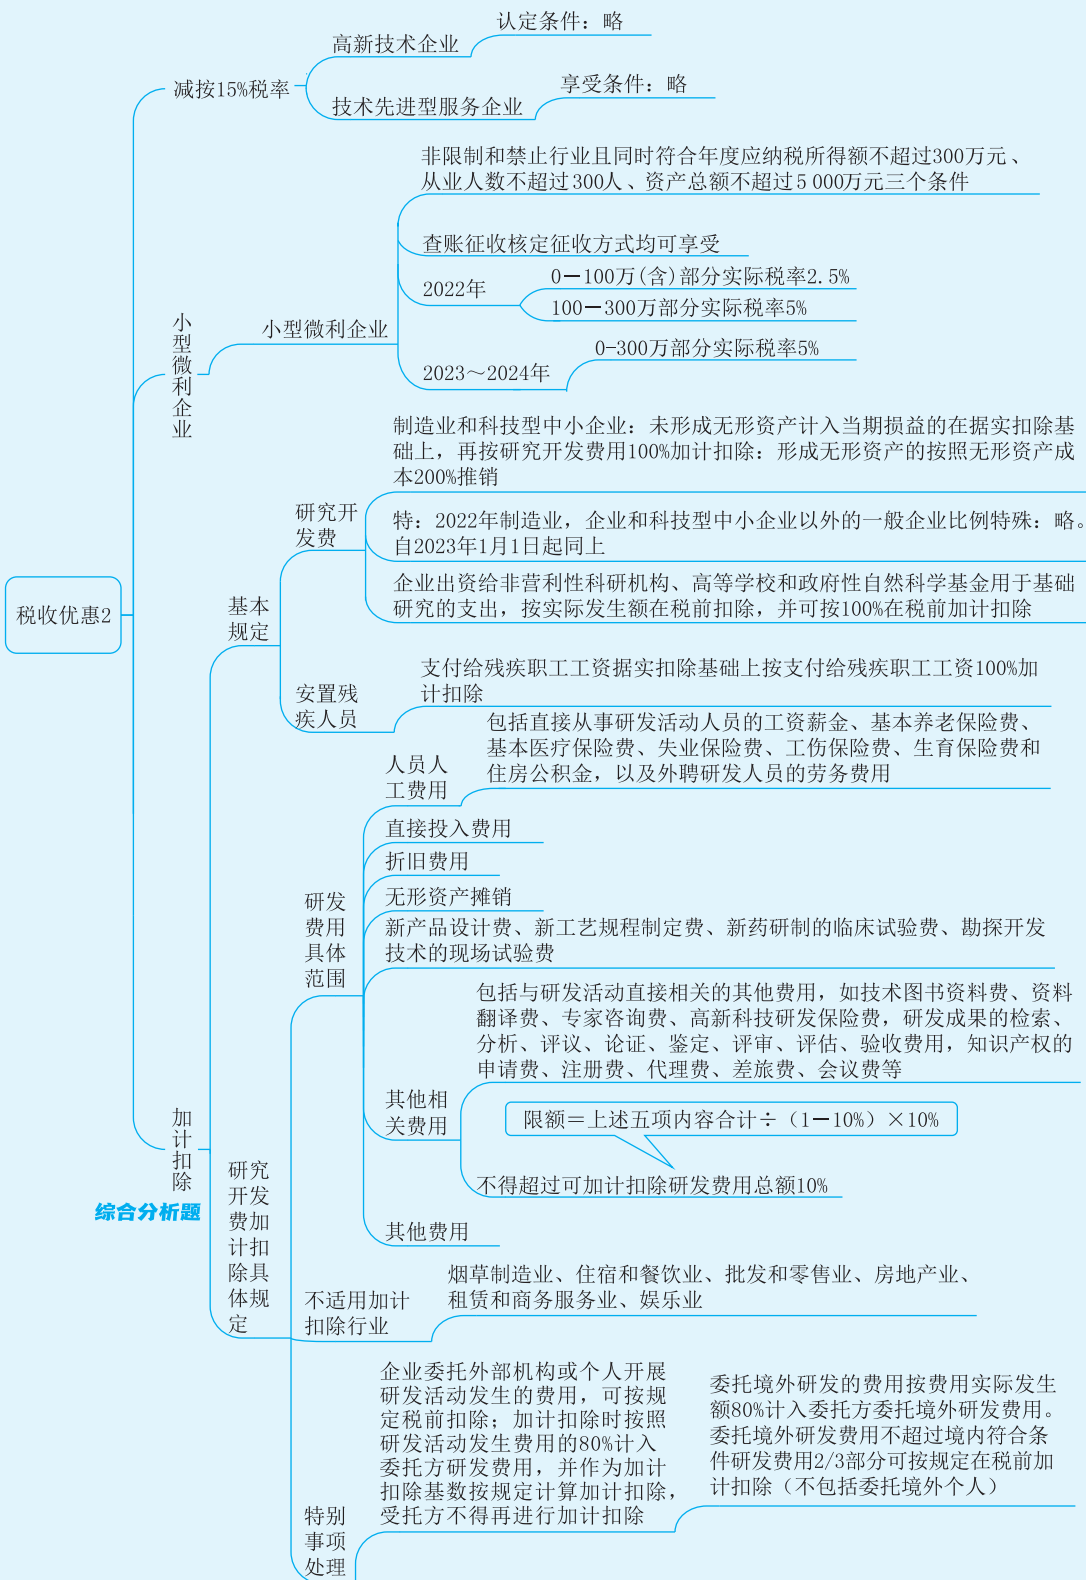 税收优惠2
减按15%税率
高新技术企业
认定条件：略
技术先进型服务企业
享受条件：略
小型微利企业
小型微利企业
非限制和禁止行业且同时符合年度应纳税所得额不超过300万元、
从业人数不超过300人、资产总额不超过5 000万元三个条件
查账征收核定征收方式均可享受
2022年
0—100万(含)部分实际税率2.5%
100—300万部分实际税率5%
2023～2024年
0-300万部分实际税率5%
加计扣除
综合分析题
基本
规定
研究开
发费
制造业和科技型中小企业：未形成无形资产计入当期损益的在据实扣除基
础上，再按研究开发费用100%加计扣除：形成无形资产的按照无形资产成
本200%推销
特：2022年制造业，企业和科技型中小企业以外的一般企业比例特殊：略。
自2023年1月1日起同上
企业出资给非营利性科研机构、高等学校和政府性自然科学基金用于基础
研究的支出，按实际发生额在税前扣除，并可按100%在税前加计扣除
安置残
疾人员
支付给残疾职工工资据实扣除基础上按支付给残疾职工工资100%加
计扣除
研究
开发
费加
计扣
除具
体规
定
研发
费用
具体
范围
人员人
工费用
包括直接从事研发活动人员的工资薪金、基本养老保险费、
基本医疗保险费、失业保险费、工伤保险费、生育保险费和
住房公积金，以及外聘研发人员的劳务费用
直接投入费用
折旧费用
无形资产摊销
新产品设计费、新工艺规程制定费、新药研制的临床试验费、勘探开发
技术的现场试验费
其他相
关费用
包括与研发活动直接相关的其他费用，如技术图书资料费、资料
翻译费、专家咨询费、高新科技研发保险费，研发成果的检索、
分析、评议、论证、鉴定、评审、评估、验收费用，知识产权的
申请费、注册费、代理费、差旅费、会议费等
限额＝上述五项内容合计÷（1－10%）×10%
不得超过可加计扣除研发费用总额10%
其他费用
不适用加计
扣除行业
烟草制造业、住宿和餐饮业、批发和零售业、房地产业、
租赁和商务服务业、娱乐业
特别
事项
处理
企业委托外部机构或个人开展
研发活动发生的费用，可按规
定税前扣除；加计扣除时按照
研发活动发生费用的80%计入
委托方研发费用，并作为加计
扣除基数按规定计算加计扣除，
受托方不得再进行加计扣除
委托境外研发的费用按费用实际发生
额80%计入委托方委托境外研发费用。
委托境外研发费用不超过境内符合条
件研发费用2/3部分可按规定在税前加
计扣除（不包括委托境外个人）